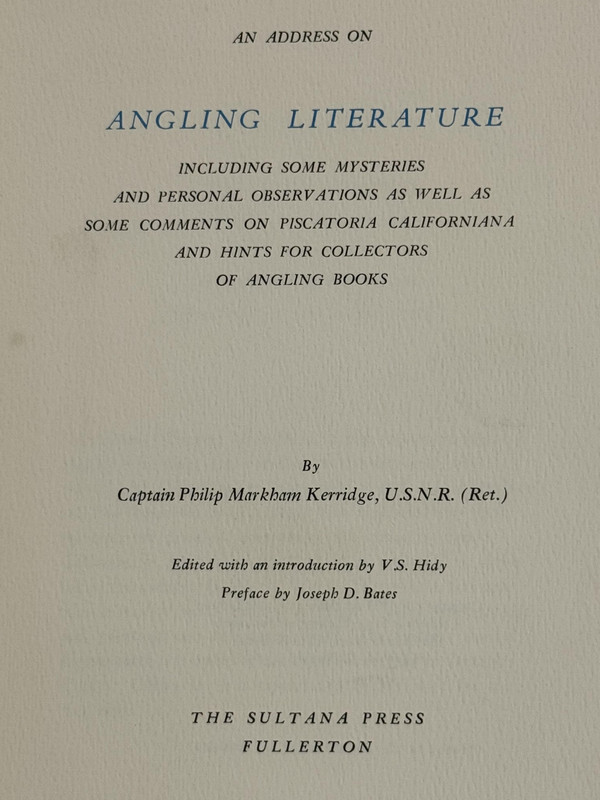 AN ADDRESS ON
ANGLING LITERATURE
INCLUDING SOME MYSTERIES
AND PERSONAL OBSERVATIONS AS WELL AS
SOME COMMENTS ON PISCATORIA CALIFORNIANA
AND HINTS FOR COLLECTORS
OF ANGLING BOOKS
By
Captain Philip Markham Kerridge, U.S.N.R. (Ret.)
Edited with an introduction by V.S. Hidy
Preface by Joseph D. Bates
THE SULTANA PRESS
FULLERTON